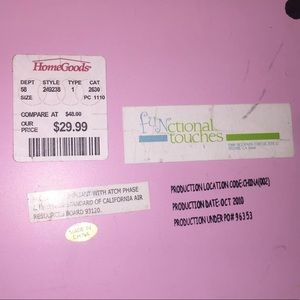 HomeGoods
DEPT STYLE TYPE CAT
58 249238 1 2630
SIZE PC 1110
COMPARE AT $48.00
OUR
PRICE $29.99
fuNctional
touches
COMPLIANT WITH ATCM PHASE
STANDARD OF CALIFORNIA AIR
RESOURCES BOARD 93120.
MADE IN
CHINA
PRODUCTION LOCATION CODE:CHINA(002)
PRODUCTION DATE: OCT 2010
PRODUCTION UNDER PO# 96353